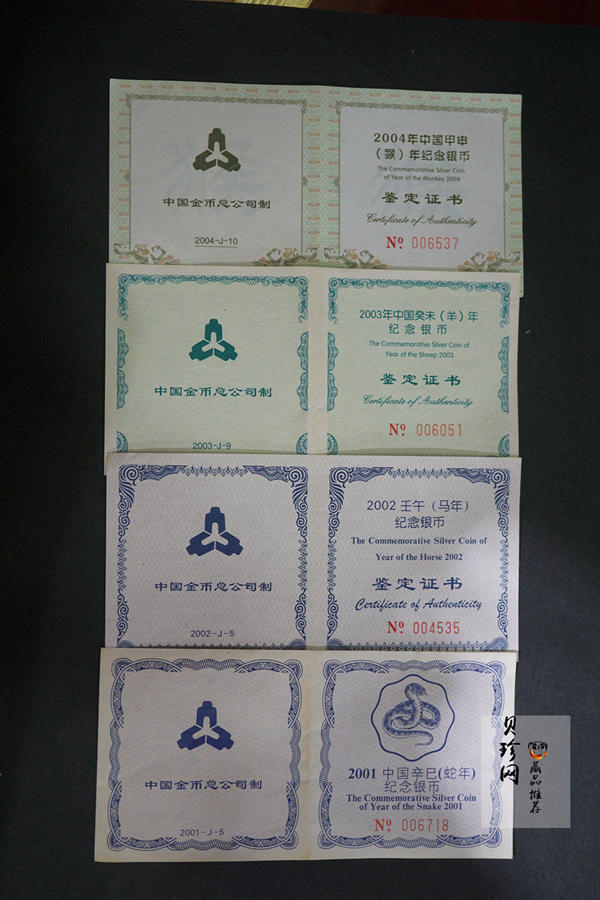 中国金币总公司制
2004-J-10
2004年中国甲申
（猴）年纪念银币
The Commemorative Silver Coin
of Year of the Monkey 2004
鉴定证书
Certificate of Authenticity
Nº 006537
中国金币总公司制
2003-J-9
2003年中国癸未（羊）年
纪念银币
The Commemorative Silver Coin of
Year of the Sheep 2003
鉴定证书
Certificate of Authenticity
Nº 006051
中国金币总公司制
2002-J-5
2002 壬午（马年）
纪念银币
The Commemorative Silver Coin of
Year of the Horse 2002
鉴定证书
Certificate of Authenticity
Nº 004535
中国金币总公司制
2001-J-5
2001 中国辛巳(蛇年)
纪念银币
The Commemorative Silver Coin
of Year of the Snake 2001
Nº 006718
贝珍网
藏品推荐